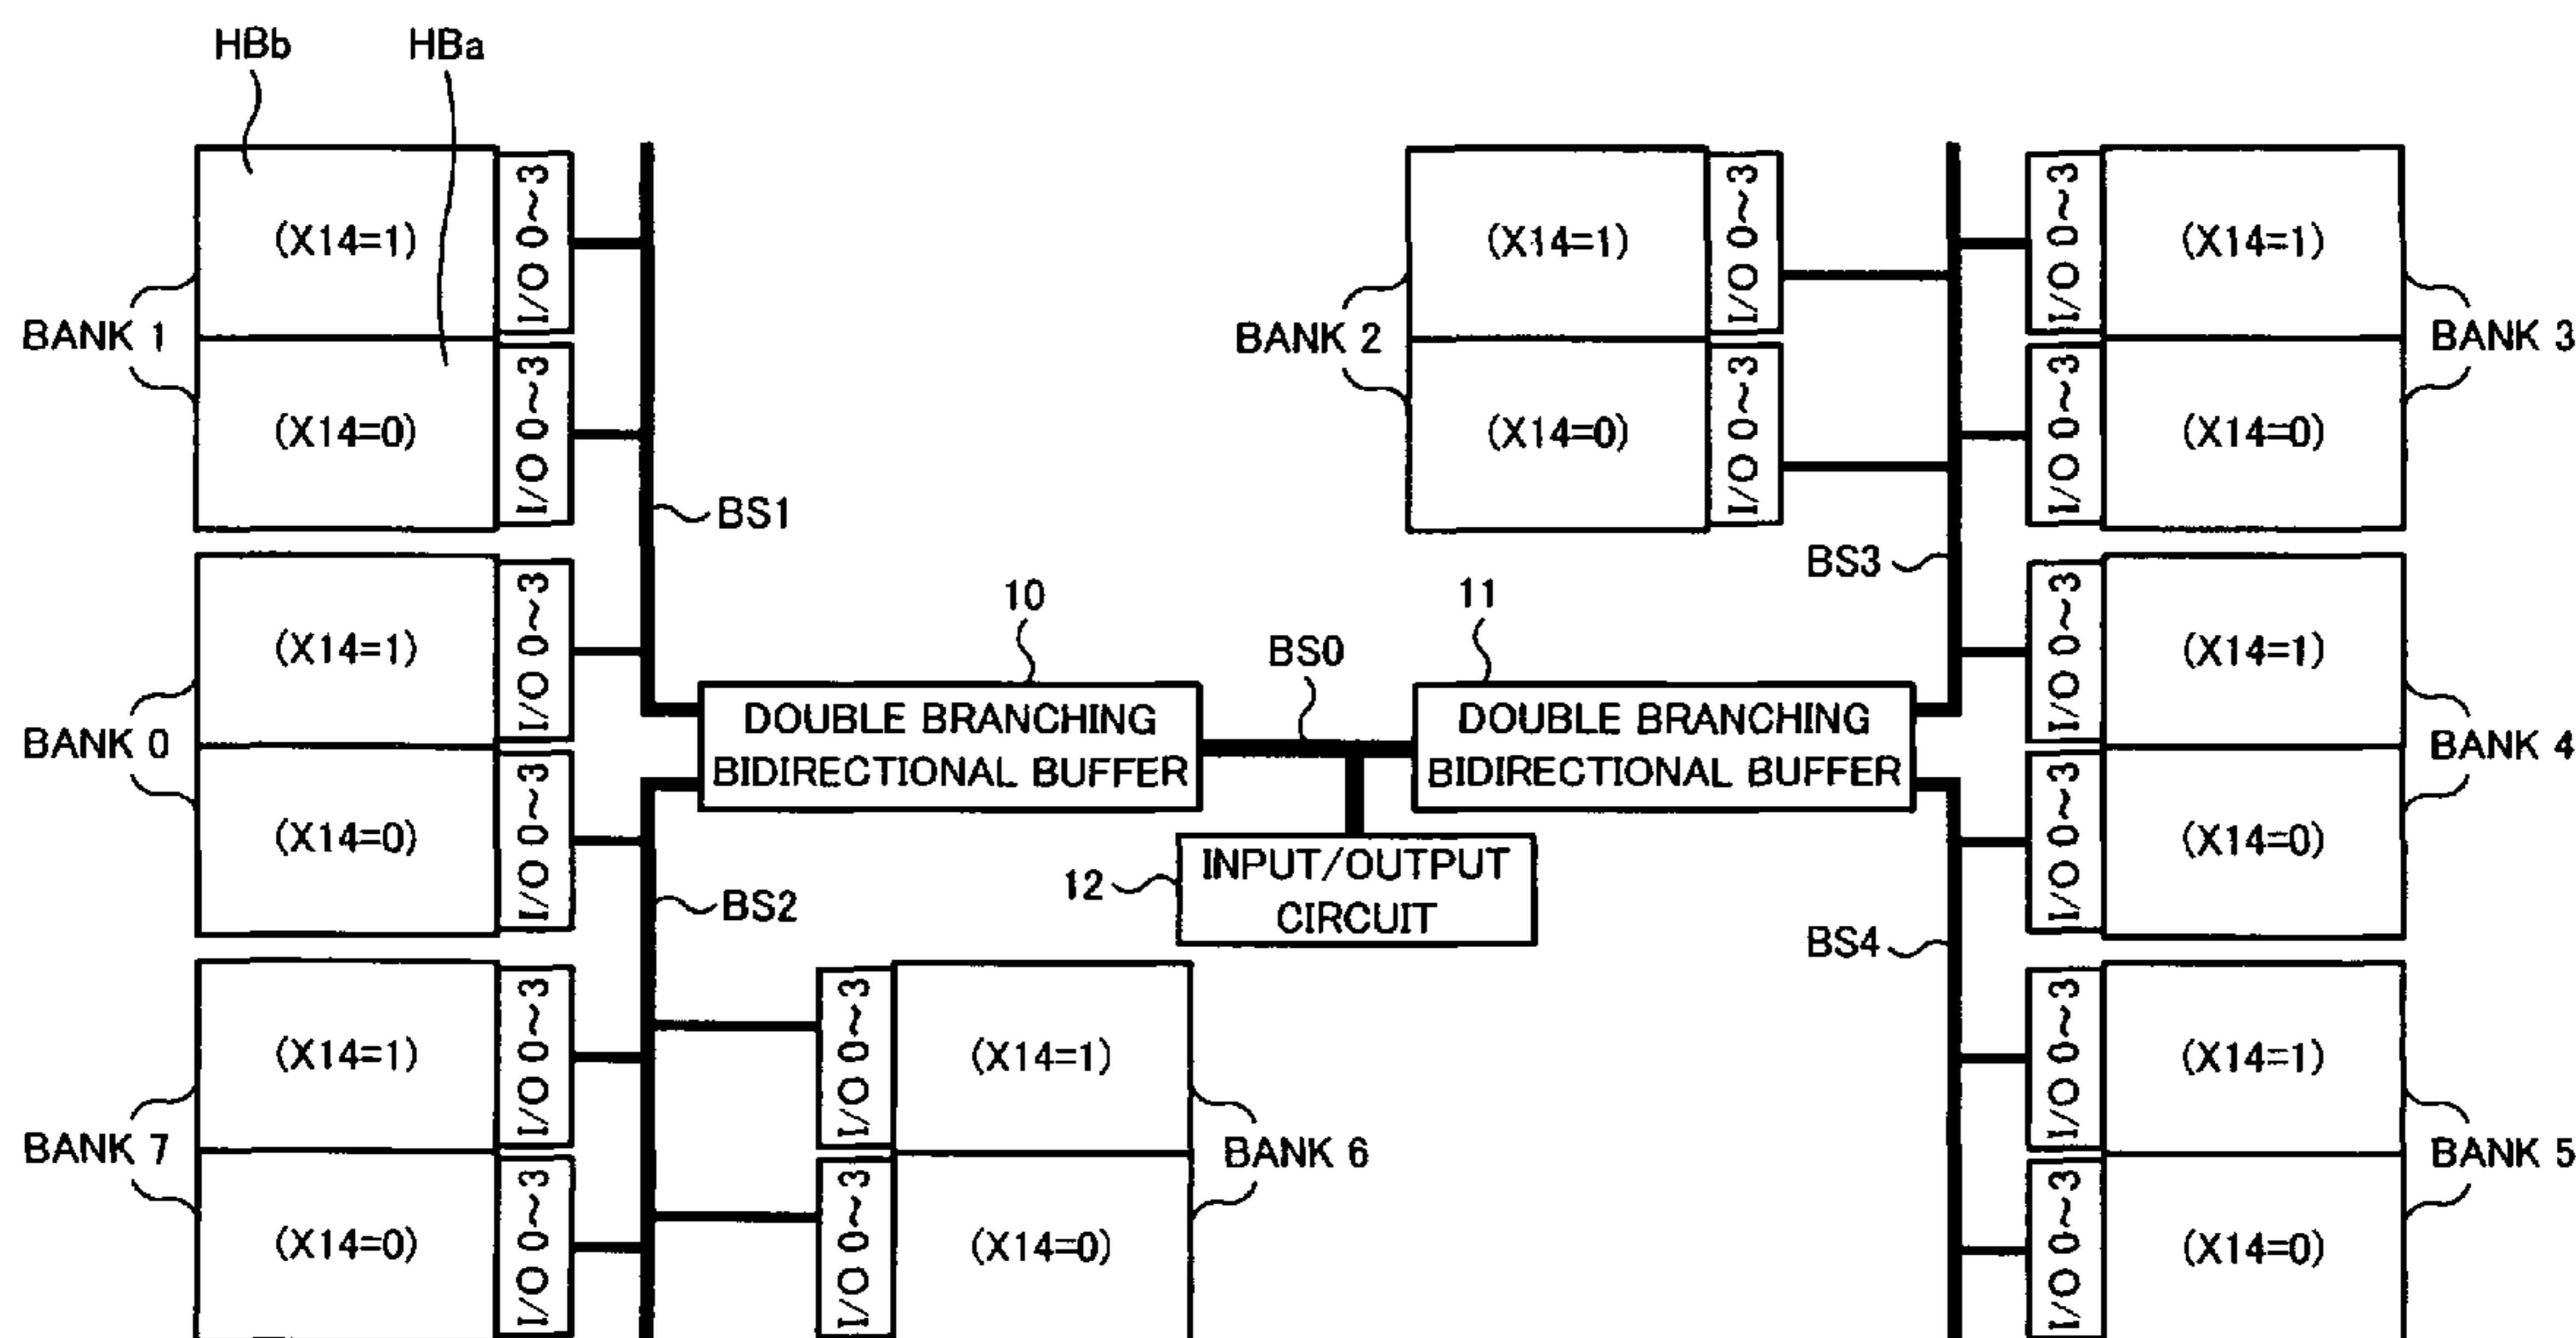 HBb
HBa
BANK 1
(X14=1)
I/O 0~3
(X14=0)
I/O 0~3
BS1
BANK 2
(X14=1)
I/O 0~3
(X14=0)
I/O 0~3
BANK 3
I/O 0~3
(X14=1)
I/O 0~3
(X14=0)
BS3
BANK 0
(X14=1)
I/O 0~3
(X14=0)
I/O 0~3
BS2
10
DOUBLE BRANCHING
BIDIRECTIONAL BUFFER
BS0
11
DOUBLE BRANCHING
BIDIRECTIONAL BUFFER
12
INPUT/OUTPUT
CIRCUIT
BANK 4
I/O 0~3
(X14=1)
I/O 0~3
(X14=0)
BS4
BANK 7
(X14=1)
I/O 0~3
(X14=0)
I/O 0~3
I/O 0~3
(X14=1)
I/O 0~3
(X14=0)
BANK 6
I/O 0~3
(X14=1)
I/O 0~3
(X14=0)
BANK 5